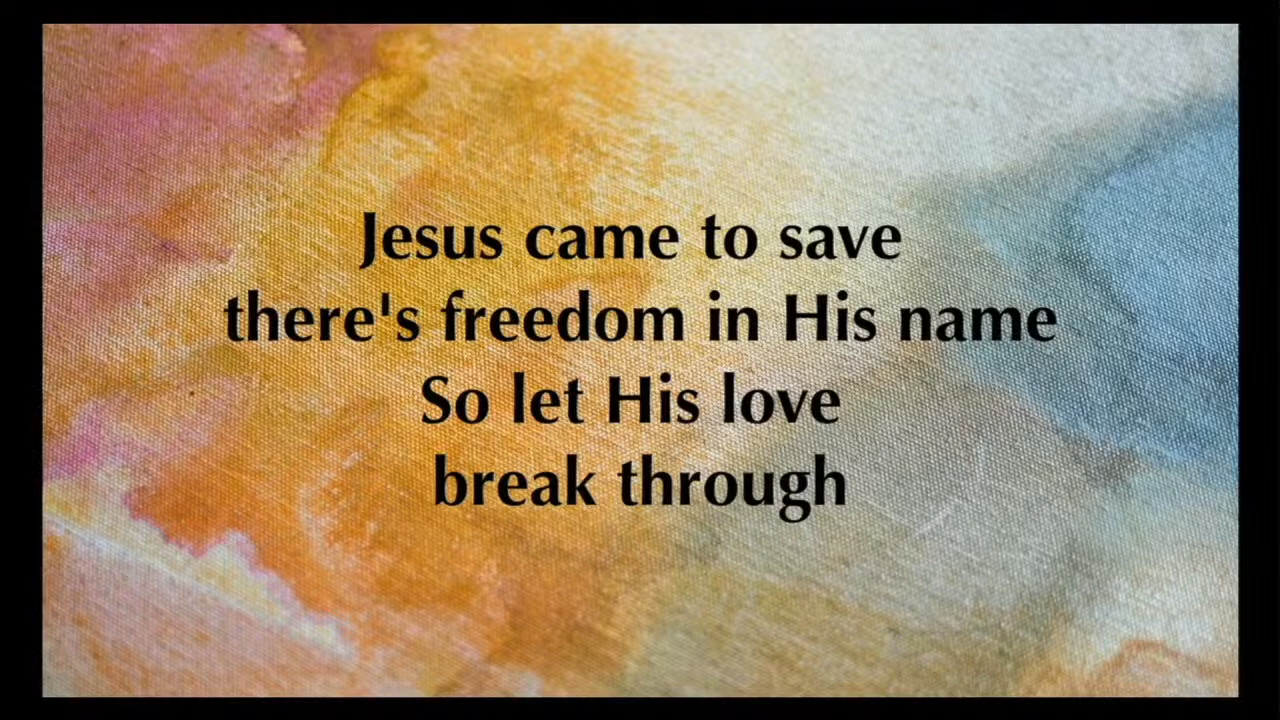 Jesus came to save
there's freedom in His name
So let His love
break through